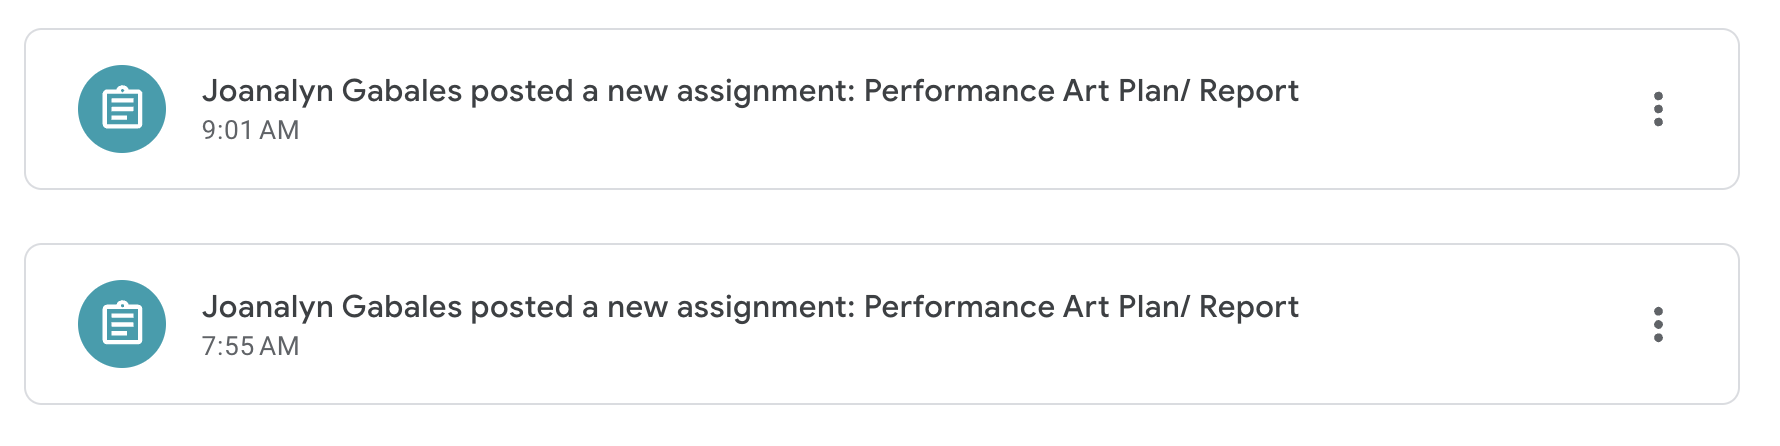 Joanalyn Gabales posted a new assignment: Performance Art Plan/ Report
9:01 AM
Joanalyn Gabales posted a new assignment: Performance Art Plan/ Report
7:55 AM